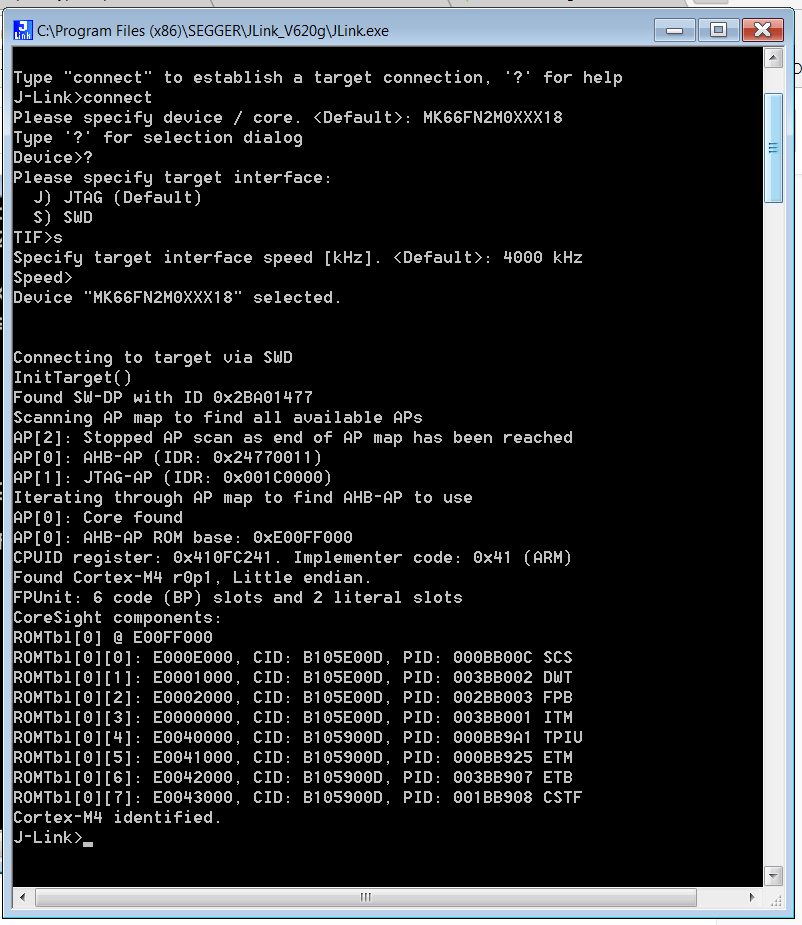 C:\Program Files (x86)\SEGGER\JLink_V620g\JLink.exe
Type "connect" to establish a target connection, '?' for help
J-Link>connect
Please specify device / core. <Default>: MK66FN2M0XXX18
Type '?' for selection dialog
Device>?
Please specify target interface:
  J) JTAG (Default)
  S) SWD
TIF>s
Specify target interface speed [kHz]. <Default>: 4000 kHz
Speed>
Device "MK66FN2M0XXX18" selected.
Connecting to target via SWD
InitTarget()
Found SW-DP with ID 0x2BA01477
Scanning AP map to find all available APs
AP[2]: Stopped AP scan as end of AP map has been reached
AP[0]: AHB-AP (IDR: 0x24770011)
AP[1]: JTAG-AP (IDR: 0x001C0000)
Iterating through AP map to find AHB-AP to use
AP[0]: Core found
AP[0]: AHB-AP ROM base: 0xE00FF000
CPUID register: 0x410FC241. Implementer code: 0x41 (ARM)
Found Cortex-M4 r0p1, Little endian.
FPUnit: 6 code (BP) slots and 2 literal slots
CoreSight components:
ROMTbl[0] @ E00FF000
ROMTbl[0][0]: E000E000, CID: B105E00D, PID: 000BB00C SCS
ROMTbl[0][1]: E0001000, CID: B105E00D, PID: 003BB002 DWT
ROMTbl[0][2]: E0002000, CID: B105E00D, PID: 002BB003 FPB
ROMTbl[0][3]: E0000000, CID: B105E00D, PID: 003BB001 ITM
ROMTbl[0][4]: E0040000, CID: B105900D, PID: 000BB9A1 TPIU
ROMTbl[0][5]: E0041000, CID: B105900D, PID: 000BB925 ETM
ROMTbl[0][6]: E0042000, CID: B105900D, PID: 003BB907 ETB
ROMTbl[0][7]: E0043000, CID: B105900D, PID: 001BB908 CSTF
Cortex-M4 identified.
J-Link>_